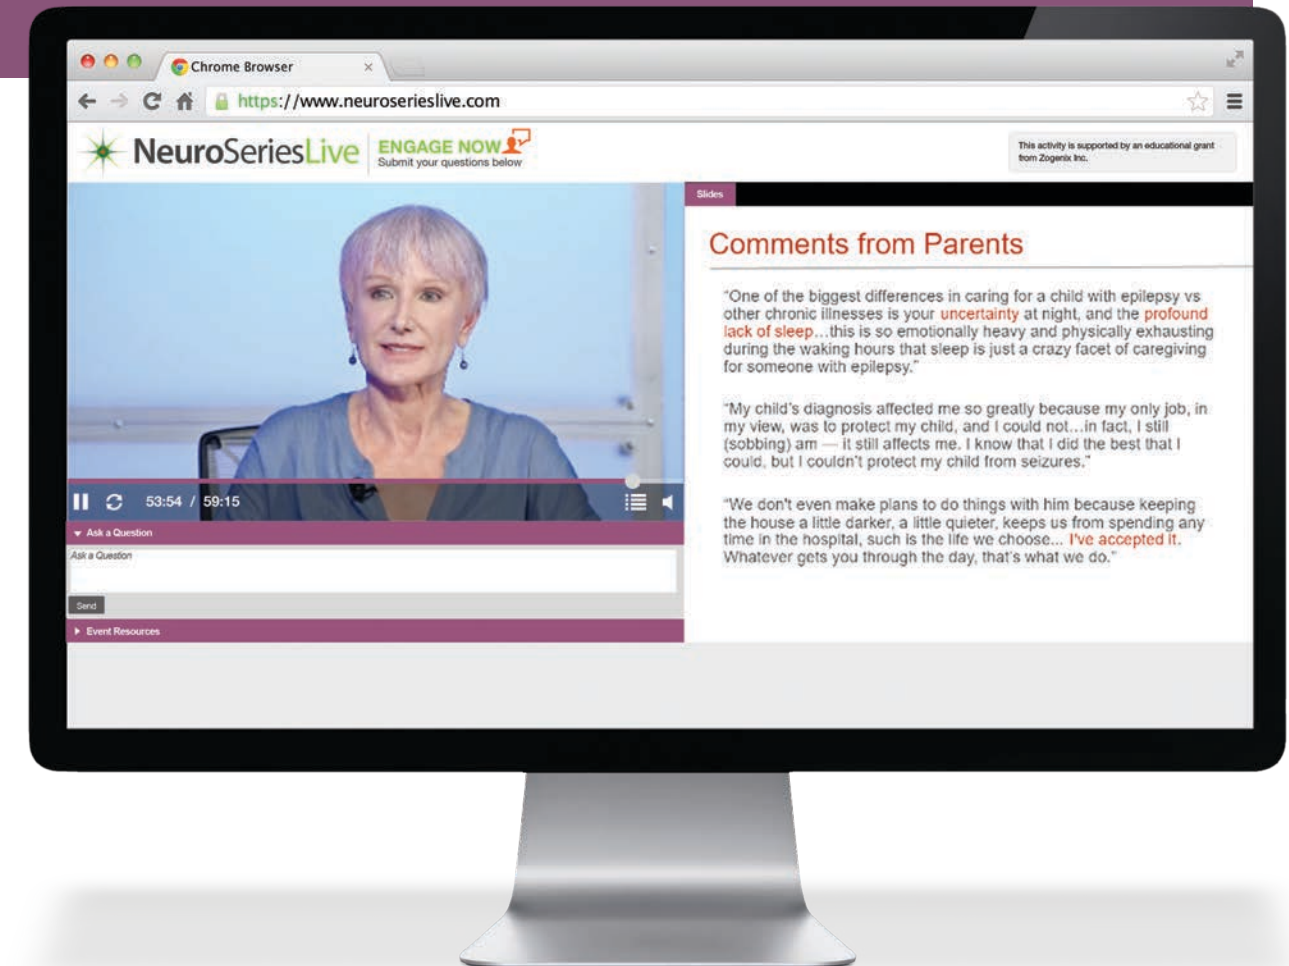 Chrome Browser
https://www.neuroserieslive.com
NeuroSeriesLive
ENGAGE NOW
Submit your questions below
This activity is supported by an educational grant
from Zogenix Inc.
53:54 / 59:15
Ask a Question
Ask a Question
Send
Event Resources
Slides
Comments from Parents
“One of the biggest differences in caring for a child with epilepsy vs
other chronic illnesses is your uncertainty at night, and the profound
lack of sleep…this is so emotionally heavy and physically exhausting
during the waking hours that sleep is just a crazy facet of caregiving
for someone with epilepsy.”
“My child’s diagnosis affected me so greatly because my only job, in
my view, was to protect my child, and I could not…in fact, I still
(sobbing) am — it still affects me. I know that I did the best that I
could, but I couldn’t protect my child from seizures.”
“We don't even make plans to do things with him because keeping
the house a little darker, a little quieter, keeps us from spending any
time in the hospital, such is the life we choose... I've accepted it.
Whatever gets you through the day, that’s what we do.”